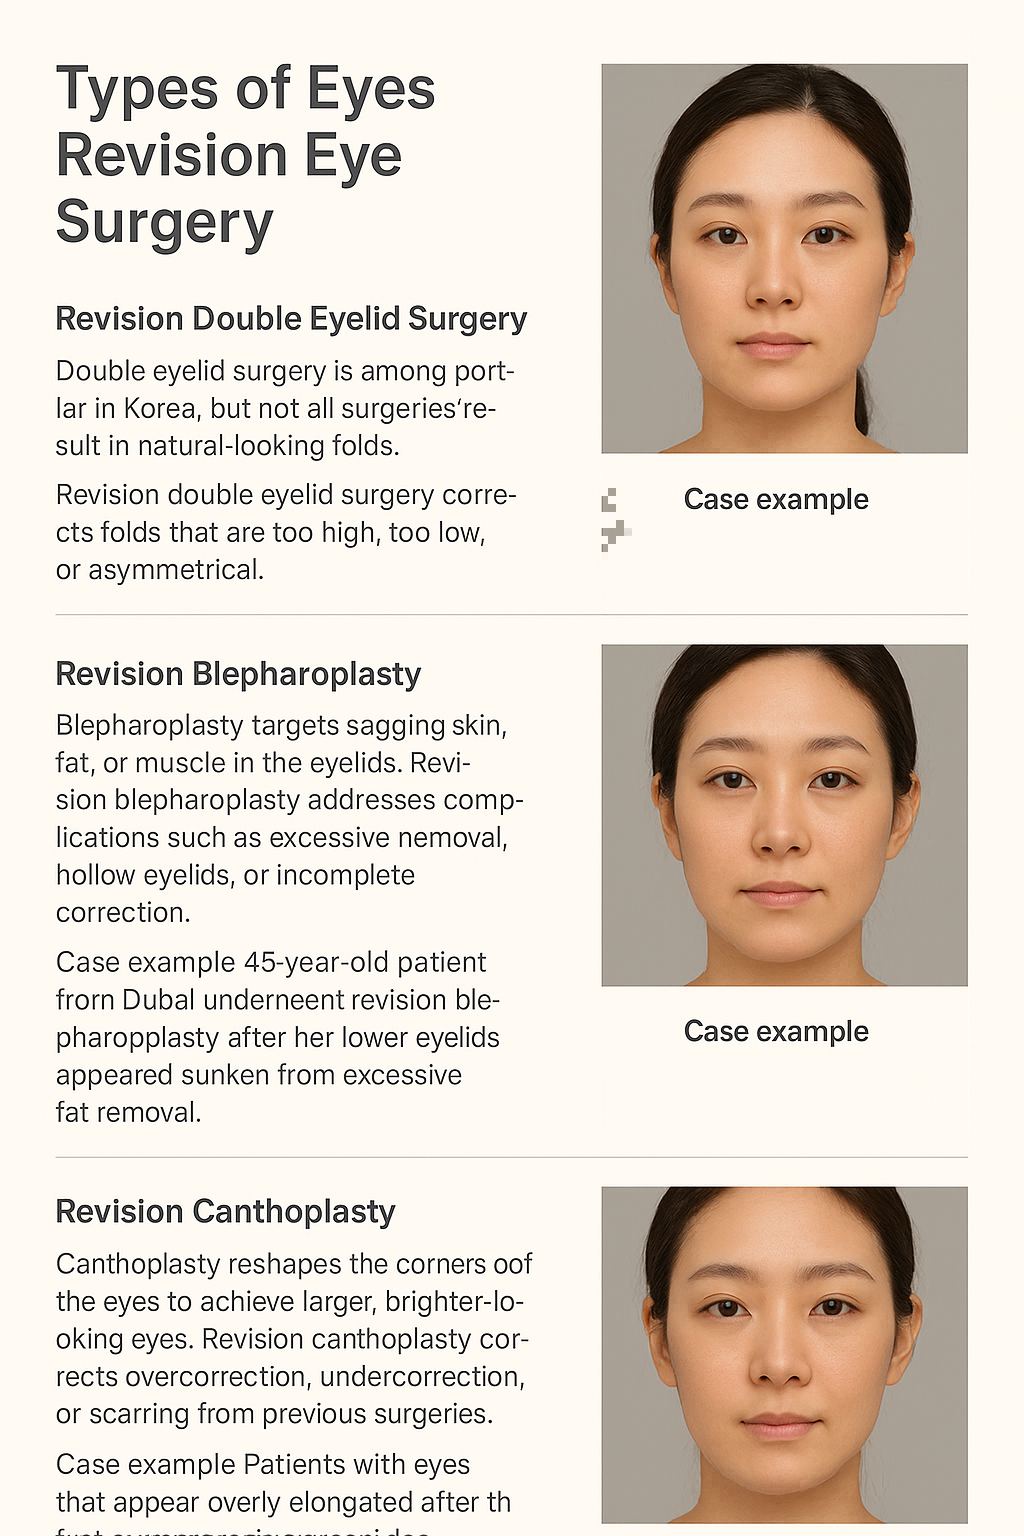 Types of Eyes
Revision Eye
Surgery
Revision Double Eyelid Surgery
Double eyelid surgery is among port-
lar in Korea, but not all surgeries‘re-
sult in natural-looking folds.
Revision double eyelid surgery corre-
cts folds that are too high, too low,
or asymmetrical.
Case example
Revision Blepharoplasty
Blepharoplasty targets sagging skin,
fat, or muscle in the eyelids. Revi-
sion blepharoplasty addresses comp-
lications such as excessive nemoval,
hollow eyelids, or incomplete
correction.
Case example 45-year-old patient
frorn Dubal underneent revision ble-
pharopplasty after her lower eyelids
appeared sunken from excessive
fat removal.
Case example
Revision Canthoplasty
Canthoplasty reshapes the corners oof
the eyes to achieve larger, brighter-lo-
oking eyes. Revision canthoplasty cor-
rects overcorrection, undercorrection,
or scarring from previous surgeries.
Case example Patients with eyes
that appear overly elongated after th